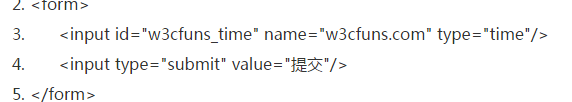 2. <form>
3. <input id="w3cfuns_time" name="w3cfuns.com" type="time"/>
4. <input type="submit" value="提交"/>
5. </form>